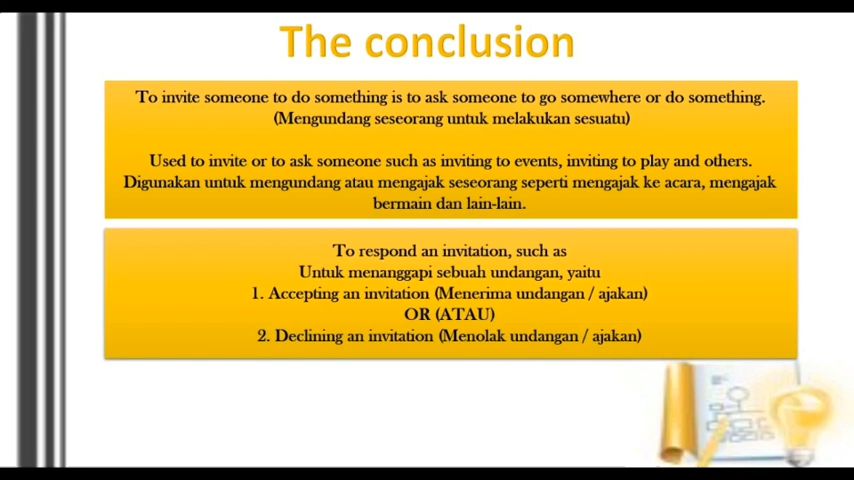 The conclusion
To invite someone to do something is to ask someone to go somewhere or do something.
(Mengundang seseorang untuk melakukan sesuatu)
Used to invite or to ask someone such as inviting to events, inviting to play and others.
Digunakan untuk mengundang atau mengajak seseorang seperti mengajak ke acara, mengajak
bermain dan lain-lain.
To respond an invitation, such as
Untuk menanggapi sebuah undangan, yaitu
1. Accepting an invitation (Menerima undangan / ajakan)
OR (ATAU)
2. Declining an invitation (Menolak undangan / ajakan)